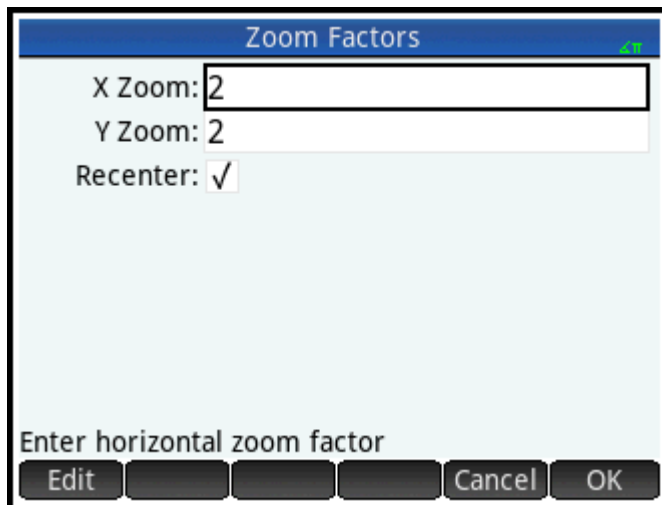 Zoom Factors
∡π
X Zoom: 2
Y Zoom: 2
Recenter: √
Enter horizontal zoom factor
Edit Cancel OK